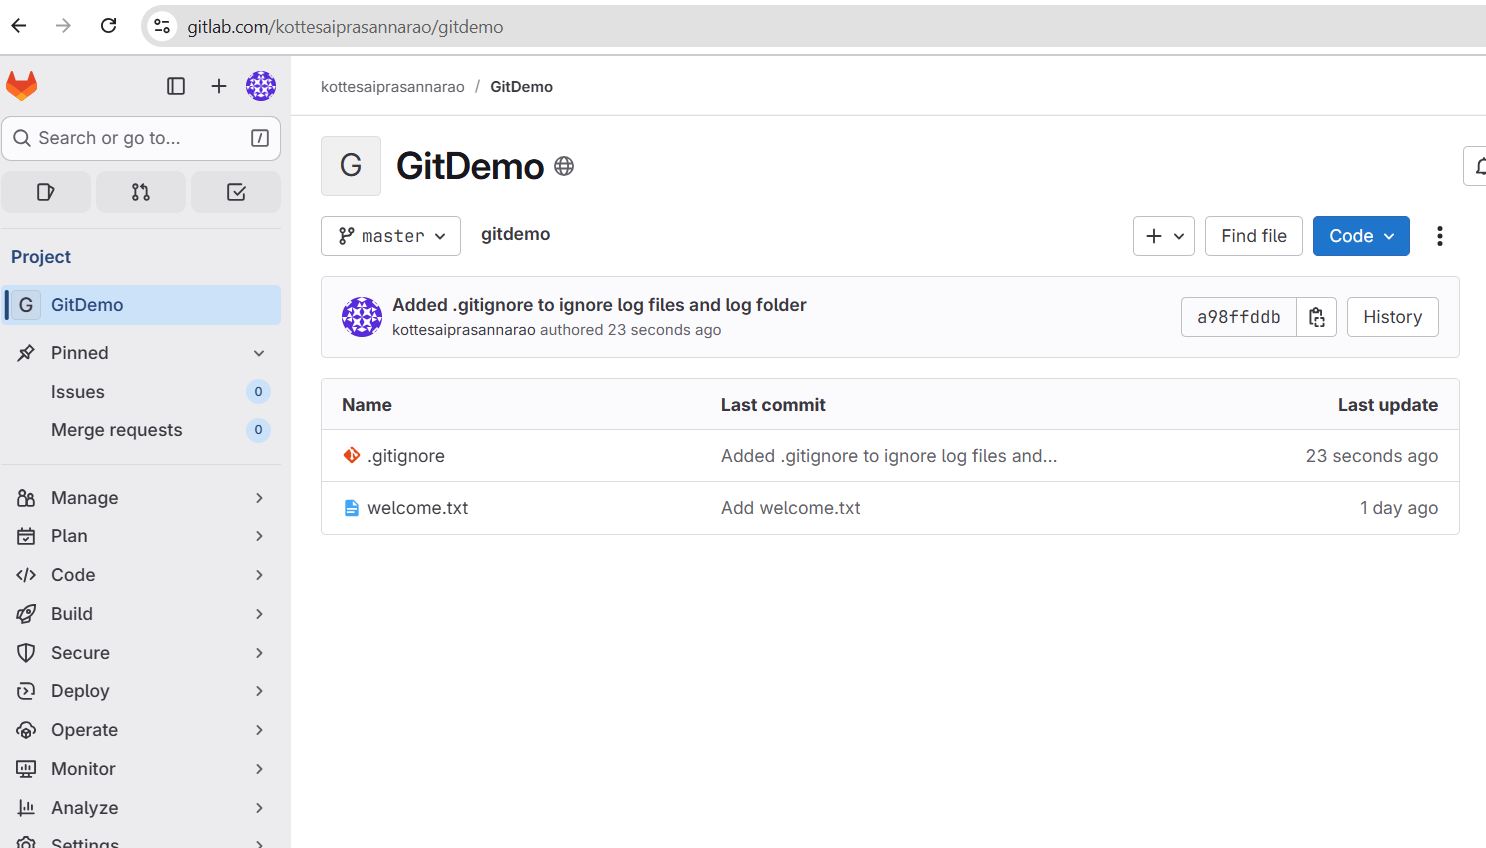 gitlab.com/kottesaiprasannarao/gitdemo
kottesaiprasannarao / GitDemo
Search or go to... /
G GitDemo
master gitdemo Find file Code
Project
G GitDemo
Added .gitignore to ignore log files and log folder
kottesaiprasannarao authored 23 seconds ago
a98ffddb History
Pinned
Issues 0
Merge requests 0
Name Last commit Last update
.gitignore Added .gitignore to ignore log files and... 23 seconds ago
welcome.txt Add welcome.txt 1 day ago
Manage
Plan
Code
Build
Secure
Deploy
Operate
Monitor
Analyze
Settings